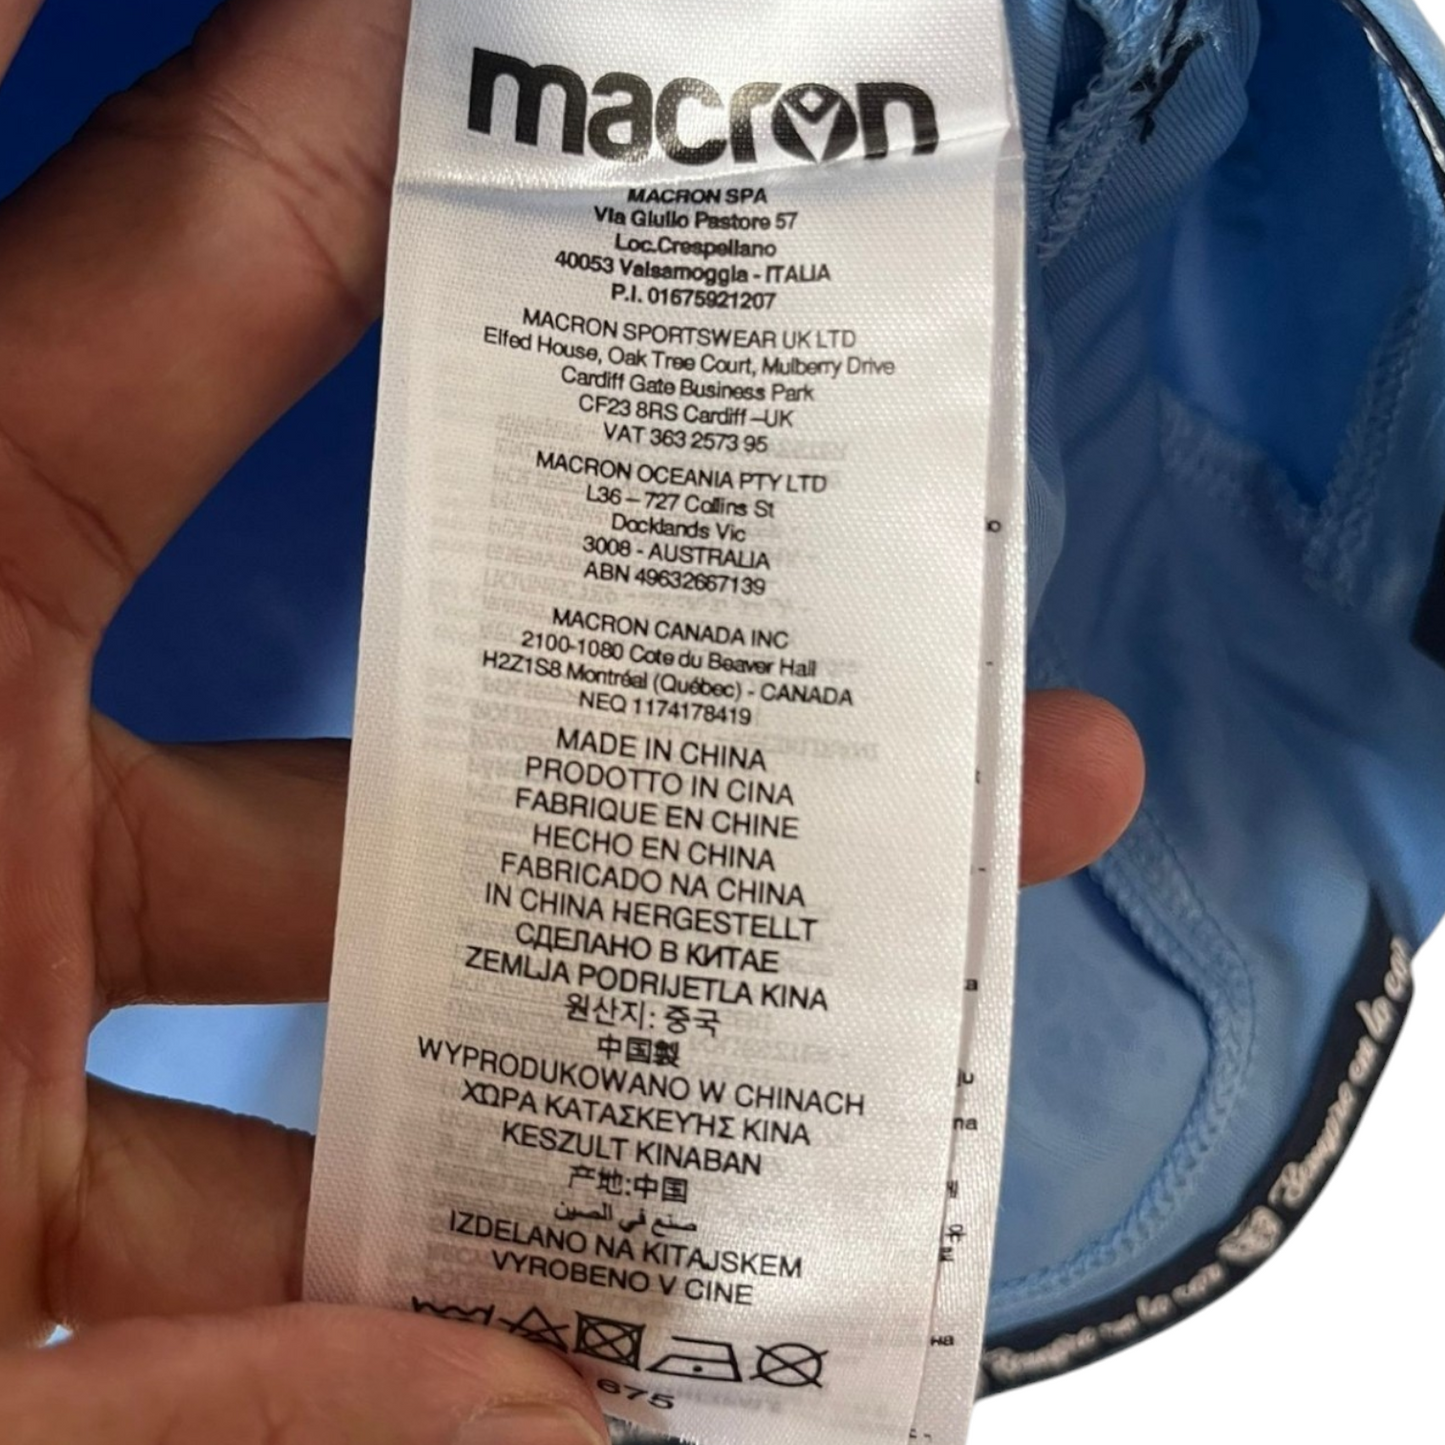 macron
MACRON SPA
Via Giulio Pastore 57
Loc.Crespellano
40053 Valsamoggia - ITALIA
P.I. 01675921207
MACRON SPORTSWEAR UK LTD
Elfed House, Oak Tree Court, Mulberry Drive
Cardiff Gate Business Park
CF23 8RS Cardiff –UK
VAT 363 2573 95
MACRON OCEANIA PTY LTD
L36 – 727 Collins St
Docklands Vic
3008 - AUSTRALIA
ABN 49632667139
MACRON CANADA INC
2100-1080 Cote du Beaver Hall
H2Z1S8 Montréal (Québec) - CANADA
NEQ 1174178419
MADE IN CHINA
PRODOTTO IN CINA
FABRIQUE EN CHINE
HECHO EN CHINA
FABRICADO NA CHINA
IN CHINA HERGESTELLT
СДЕЛАНО В КИТАЕ
ZEMLJA PODRIJETLA KINA
원산지: 중국
中国製
WYPRODUKOWANO W CHINACH
ΧΩΡΑ ΚΑΤΑΣΚΕΥΉΣ ΚΙΝΑ
KESZULT KINABAN
产地:中国
صنع في الصين
IZDELANO NA KITAJSKEM
VYROBENO V CINE
675